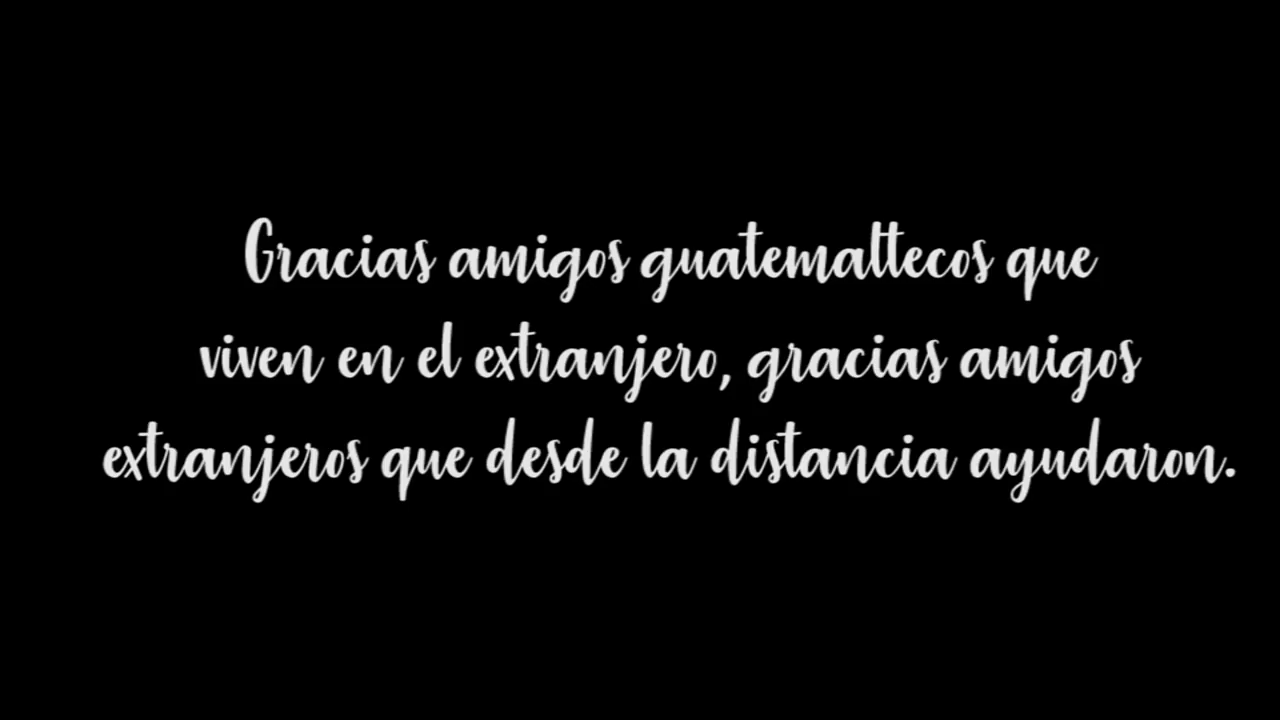 Gracias amigos guatemaltecos que
viven en el extranjero, gracias amigos
extranjeros que desde la distancia ayudaron.